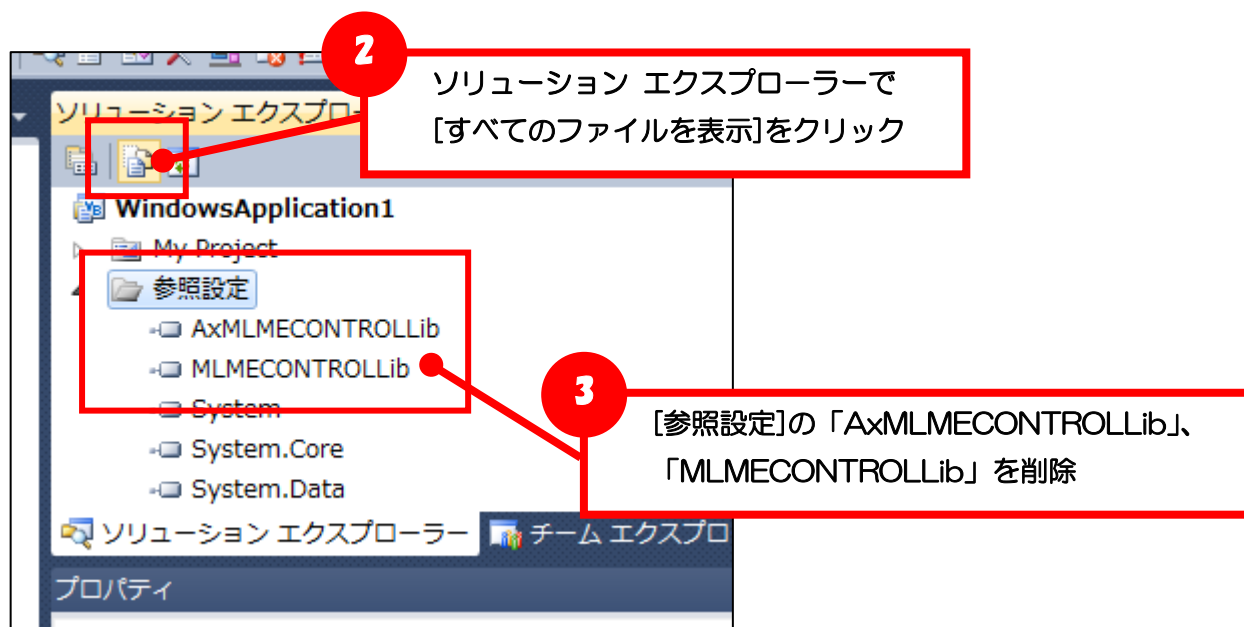 2
ソリューション エクスプローラーで
[すべてのファイルを表示]をクリック
ソリューション エクスプロー
WindowsApplication1
My Project
参照設定
AxMLMECONTROLLib
MLMECONTROLLib
System
System.Core
System.Data
3
[参照設定]の「AxMLMECONTROLLib」、
「MLMECONTROLLib」を削除
ソリューション エクスプローラー チーム エクスプロ
プロパティ